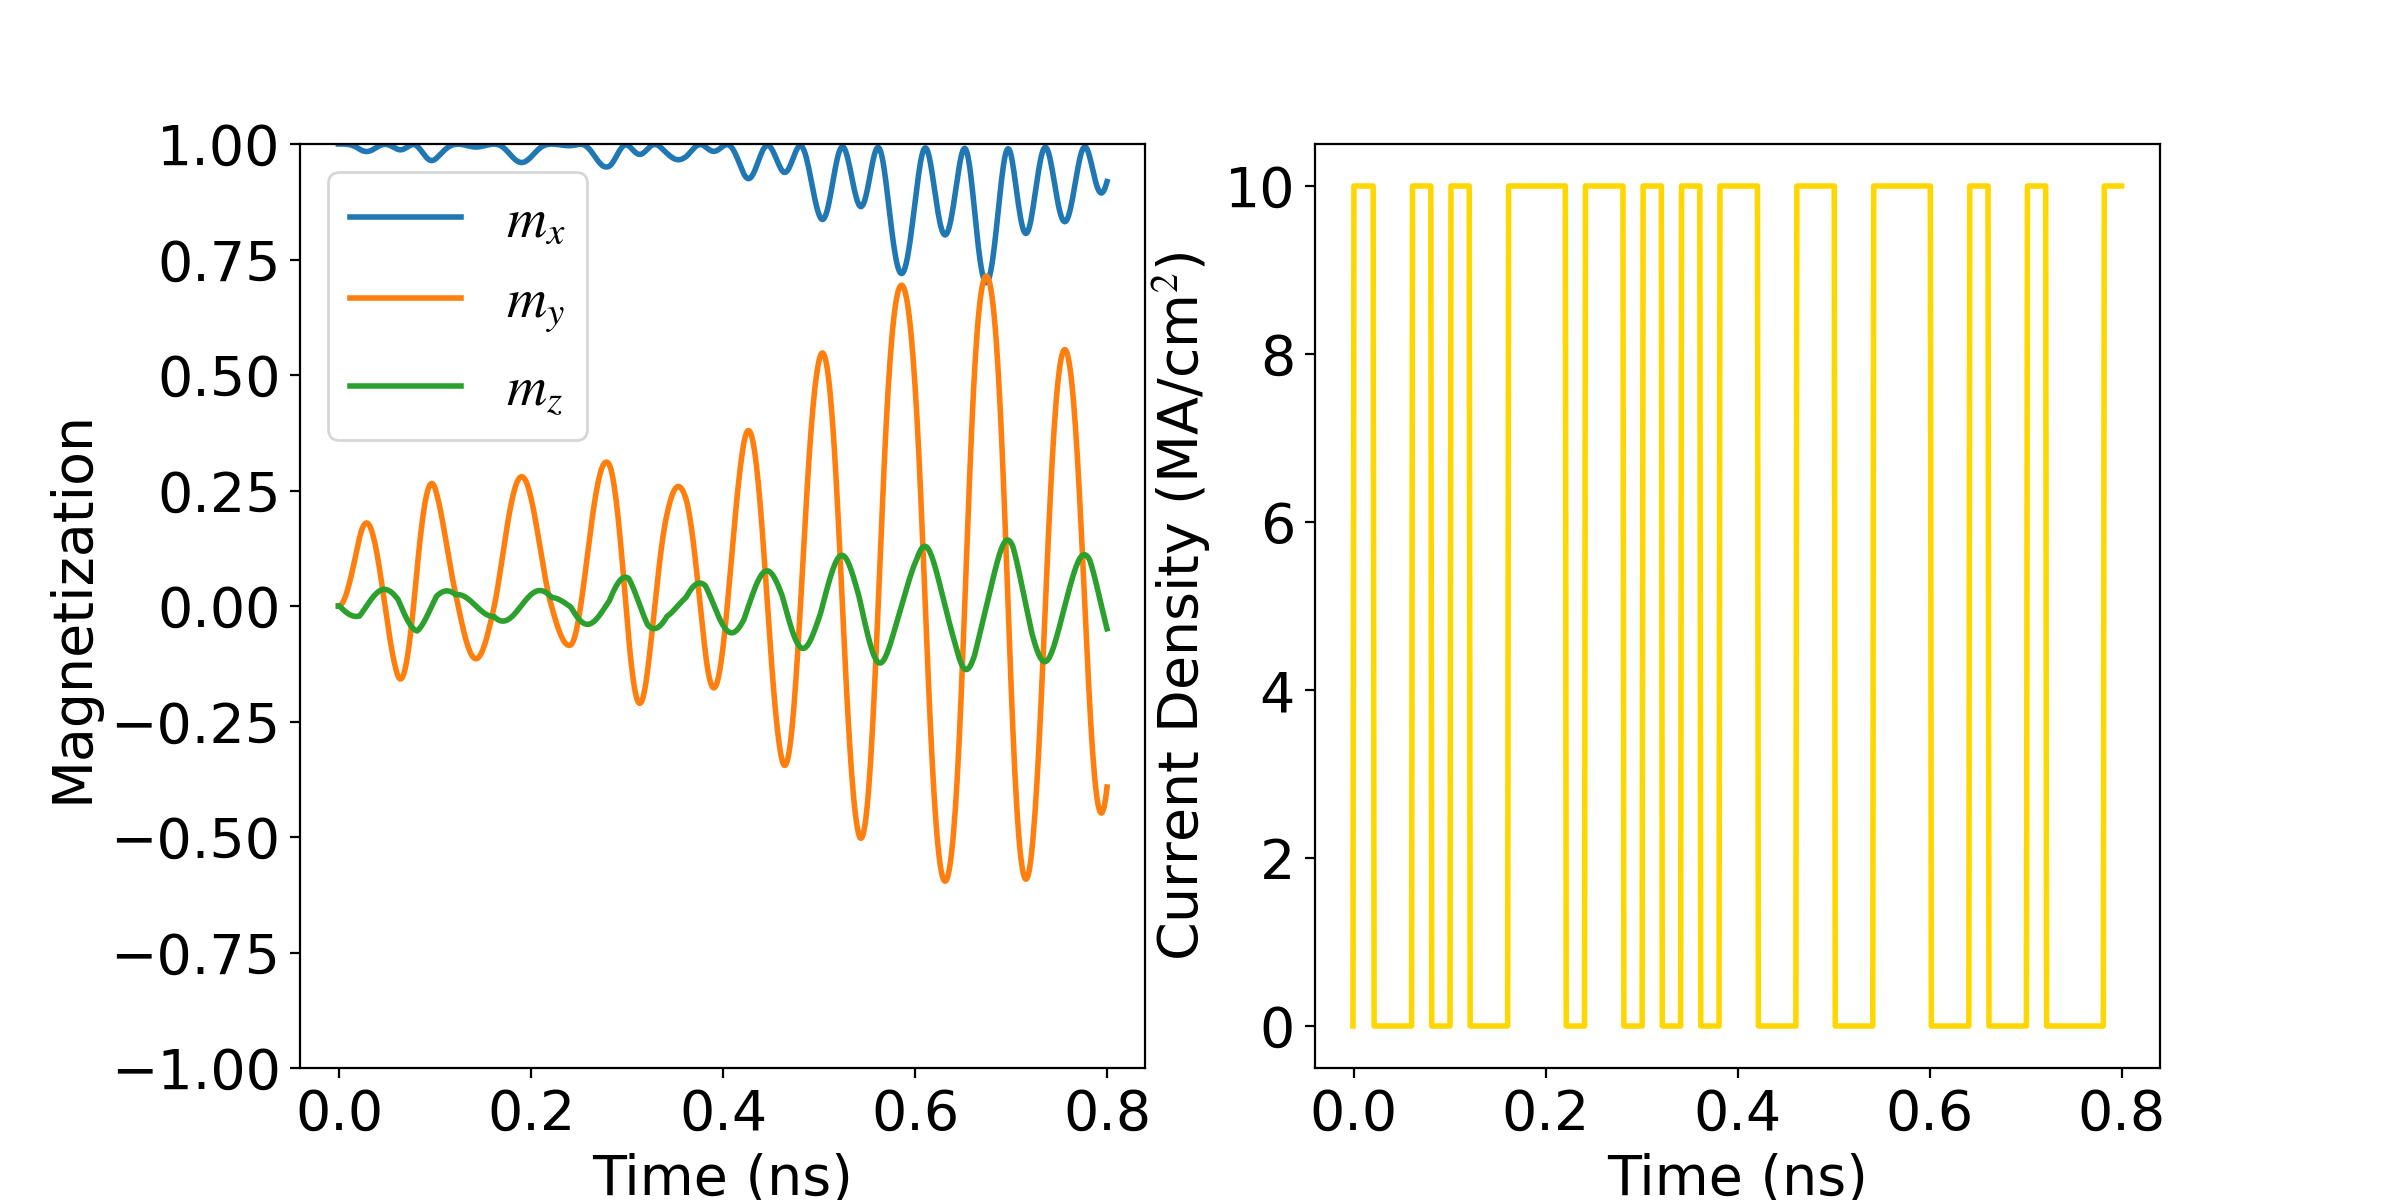 Magnetization
1.00
0.75
0.50
0.25
0.00
−0.25
−0.50
−0.75
−1.00
m_x
m_y
m_z
0.0 0.2 0.4 0.6 0.8
Time (ns)
Current Density (MA/cm²)
10
8
6
4
2
0
0.0 0.2 0.4 0.6 0.8
Time (ns)